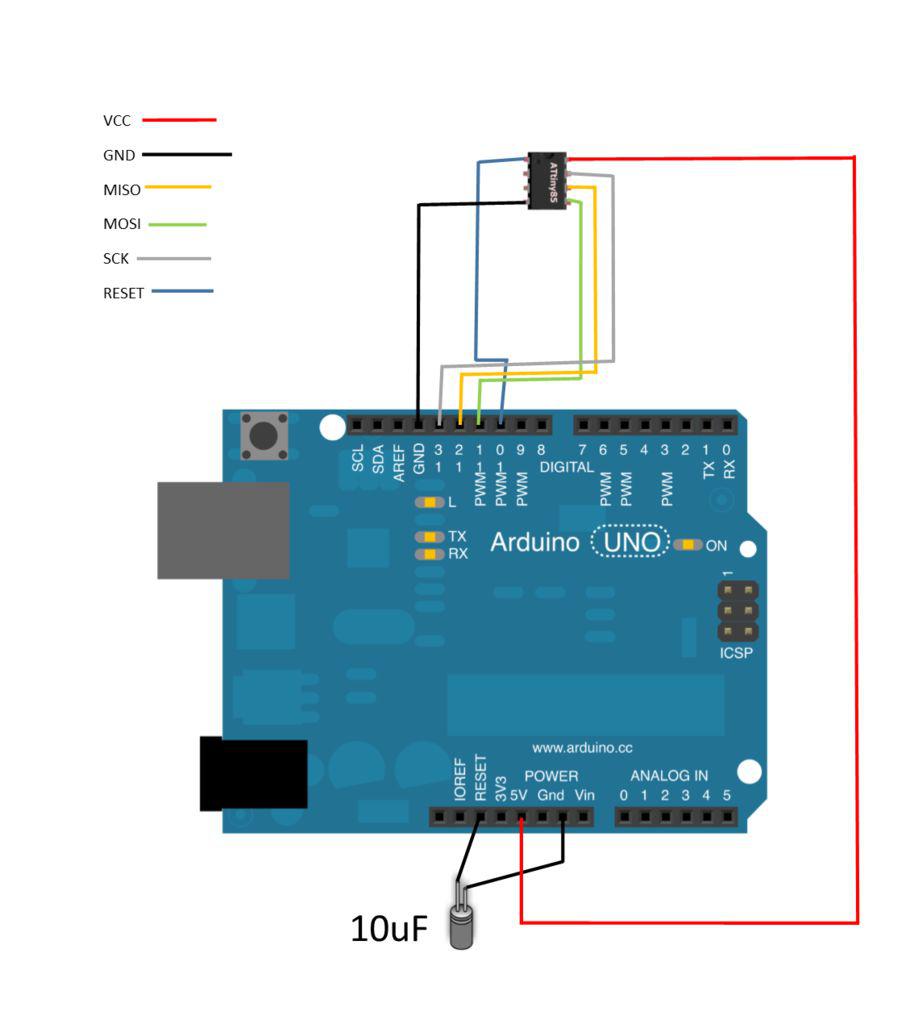 VCC
GND
MISO
MOSI
SCK
RESET
ATtiny85
SCL
SDA
AREF
GND
13
12
PWM 11
PWM 10
PWM 9
8
7
PWM 6
PWM 5
4
PWM 3
2
TX 1
RX 0
DIGITAL
L
TX
RX
Arduino UNO
ON
1
ICSP
www.arduino.cc
IOREF
RESET
3V3
POWER
5V Gnd Vin
ANALOG IN
0 1 2 3 4 5
10uF